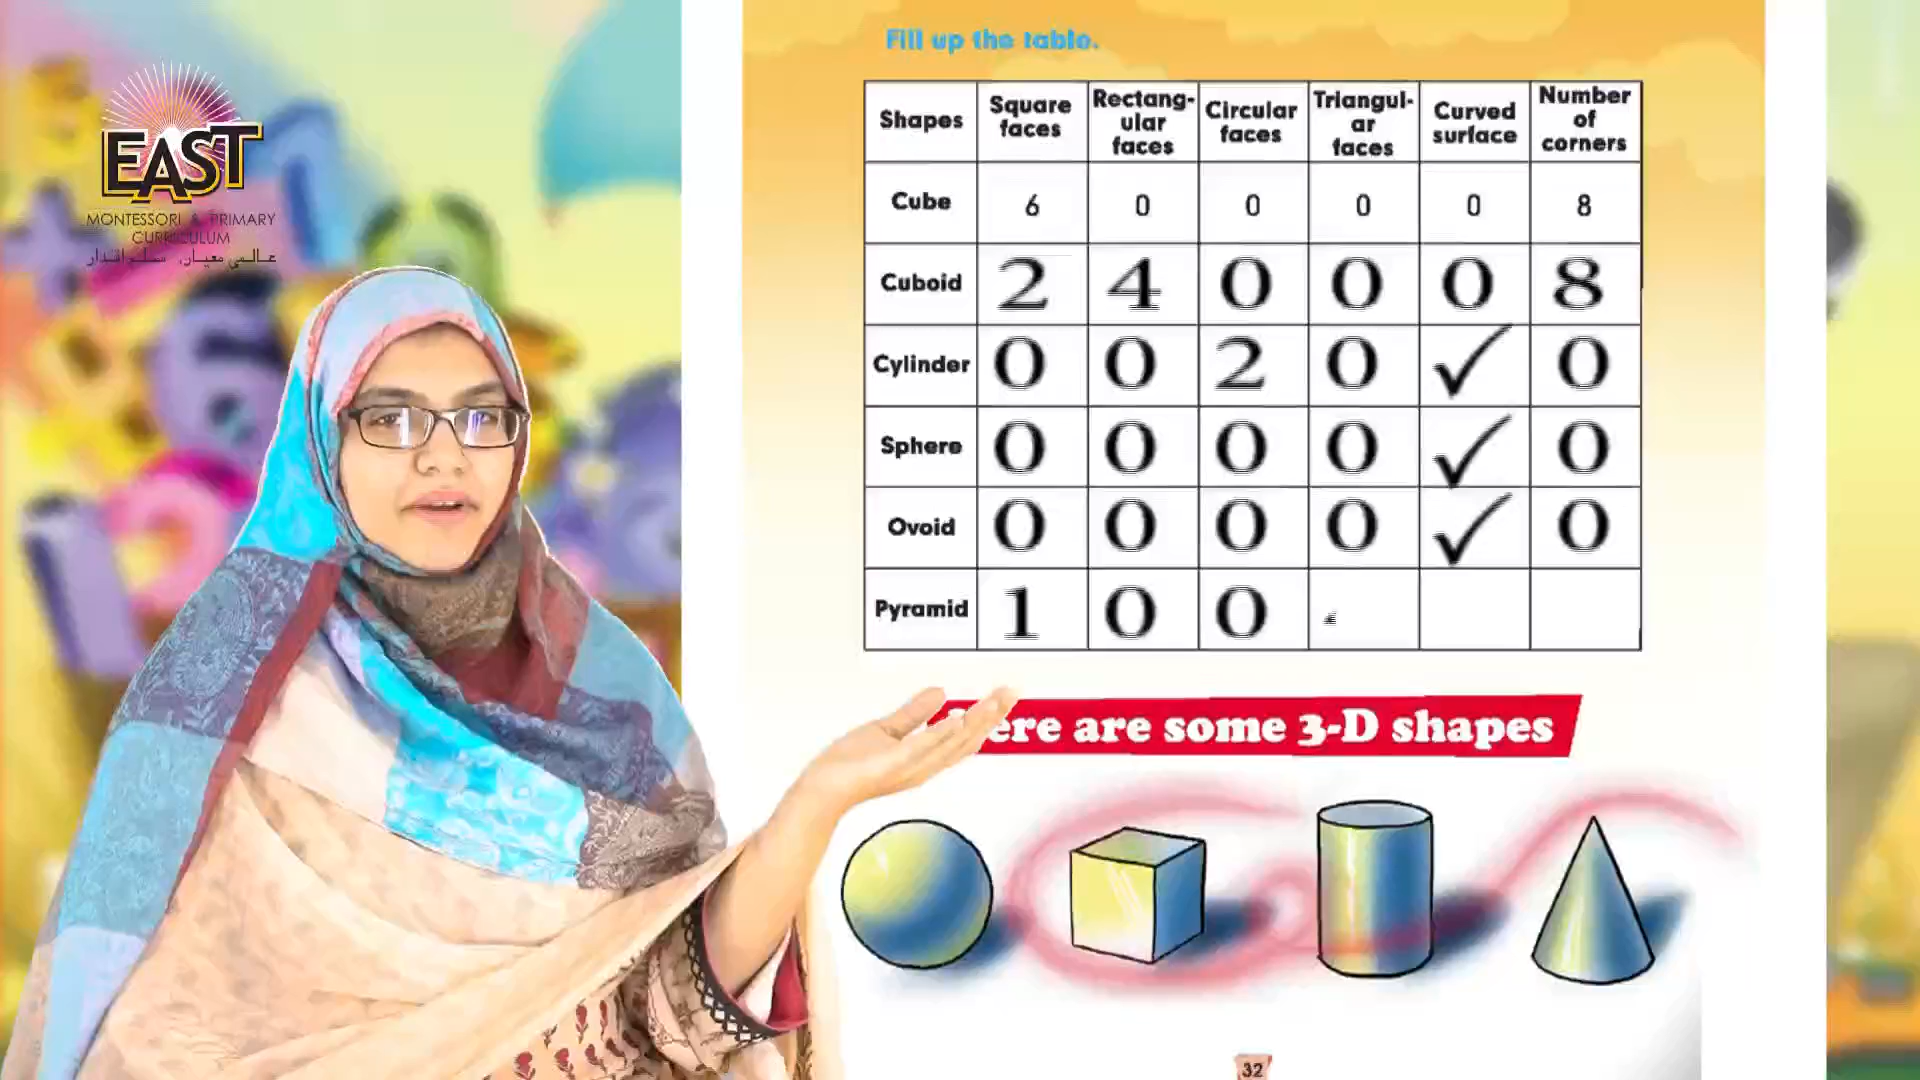 EAST
MONTESSORI & PRIMARY
CURRICULUM
عالمی معیار، مسلم اقدار
Fill up the table.
Shapes Square faces Rectang-ular faces Circular faces Triangul-ar faces Curved surface Number of corners
Cube 6 0 0 0 0 8
Cuboid 2 4 0 0 0 8
Cylinder 0 0 2 0 ✓ 0
Sphere 0 0 0 0 ✓ 0
Ovoid 0 0 0 0 ✓ 0
Pyramid 1 0 0
ere are some 3-D shapes
32